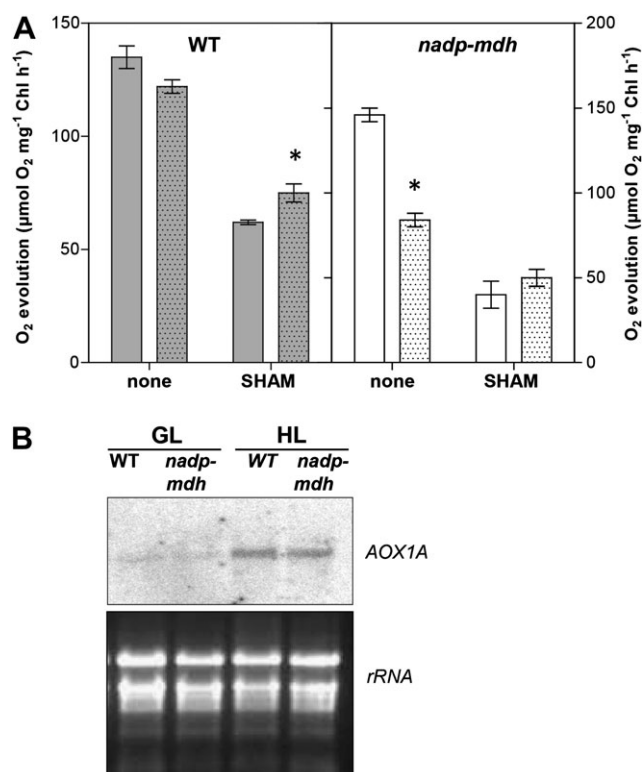 A
WT
nadp-mdh
O₂ evolution (µmol O₂ mg⁻¹ Chl h⁻¹)
150
100
50
0
*
*
200
150
100
50
0
O₂ evolution (µmol O₂ mg⁻¹ Chl h⁻¹)
none SHAM none SHAM
B
GL HL
WT nadp- WT nadp-
mdh mdh
AOX1A
rRNA